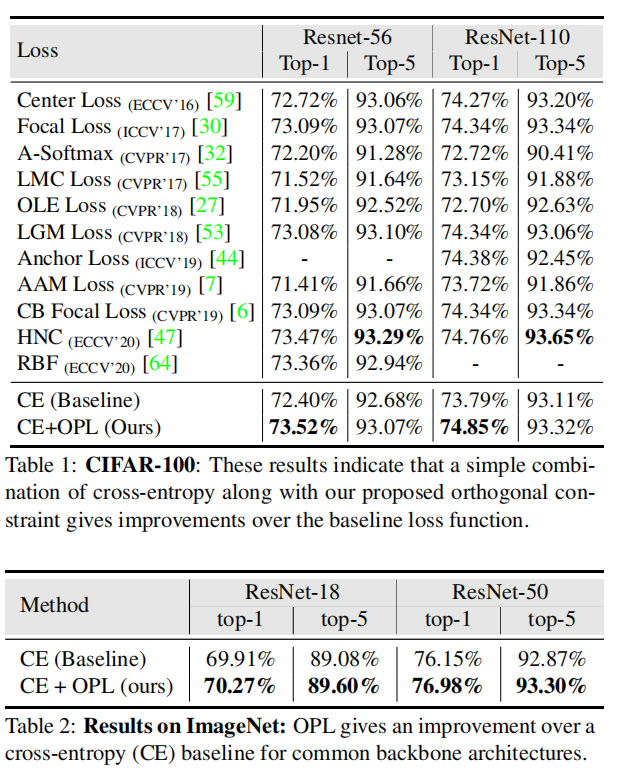 Loss Resnet-56 ResNet-110
Top-1 Top-5 Top-1 Top-5
Center Loss (ECCV'16) [59] 72.72% 93.06% 74.27% 93.20%
Focal Loss (ICCV'17) [30] 73.09% 93.07% 74.34% 93.34%
A-Softmax (CVPR'17) [32] 72.20% 91.28% 72.72% 90.41%
LMC Loss (CVPR'17) [55] 71.52% 91.64% 73.15% 91.88%
OLE Loss (CVPR'18) [27] 71.95% 92.52% 72.70% 92.63%
LGM Loss (CVPR'18) [53] 73.08% 93.10% 74.34% 93.06%
Anchor Loss (ICCV'19) [44] - - 74.38% 92.45%
AAM Loss (CVPR'19) [7] 71.41% 91.66% 73.72% 91.86%
CB Focal Loss (CVPR'19) [6] 73.09% 93.07% 74.34% 93.34%
HNC (ECCV'20) [47] 73.47% 93.29% 74.76% 93.65%
RBF (ECCV'20) [64] 73.36% 92.94% - -
CE (Baseline) 72.40% 92.68% 73.79% 93.11%
CE+OPL (Ours) 73.52% 93.07% 74.85% 93.32%
Table 1: CIFAR-100: These results indicate that a simple combi-
nation of cross-entropy along with our proposed orthogonal con-
straint gives improvements over the baseline loss function.
Method ResNet-18 ResNet-50
top-1 top-5 top-1 top-5
CE (Baseline) 69.91% 89.08% 76.15% 92.87%
CE + OPL (ours) 70.27% 89.60% 76.98% 93.30%
Table 2: Results on ImageNet: OPL gives an improvement over a
cross-entropy (CE) baseline for common backbone architectures.